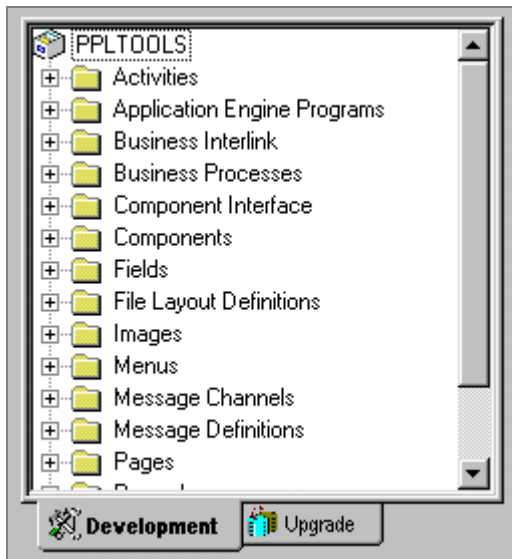 PPLTOOLS
Activities
Application Engine Programs
Business Interlink
Business Processes
Component Interface
Components
Fields
File Layout Definitions
Images
Menus
Message Channels
Message Definitions
Pages
Development
Upgrade